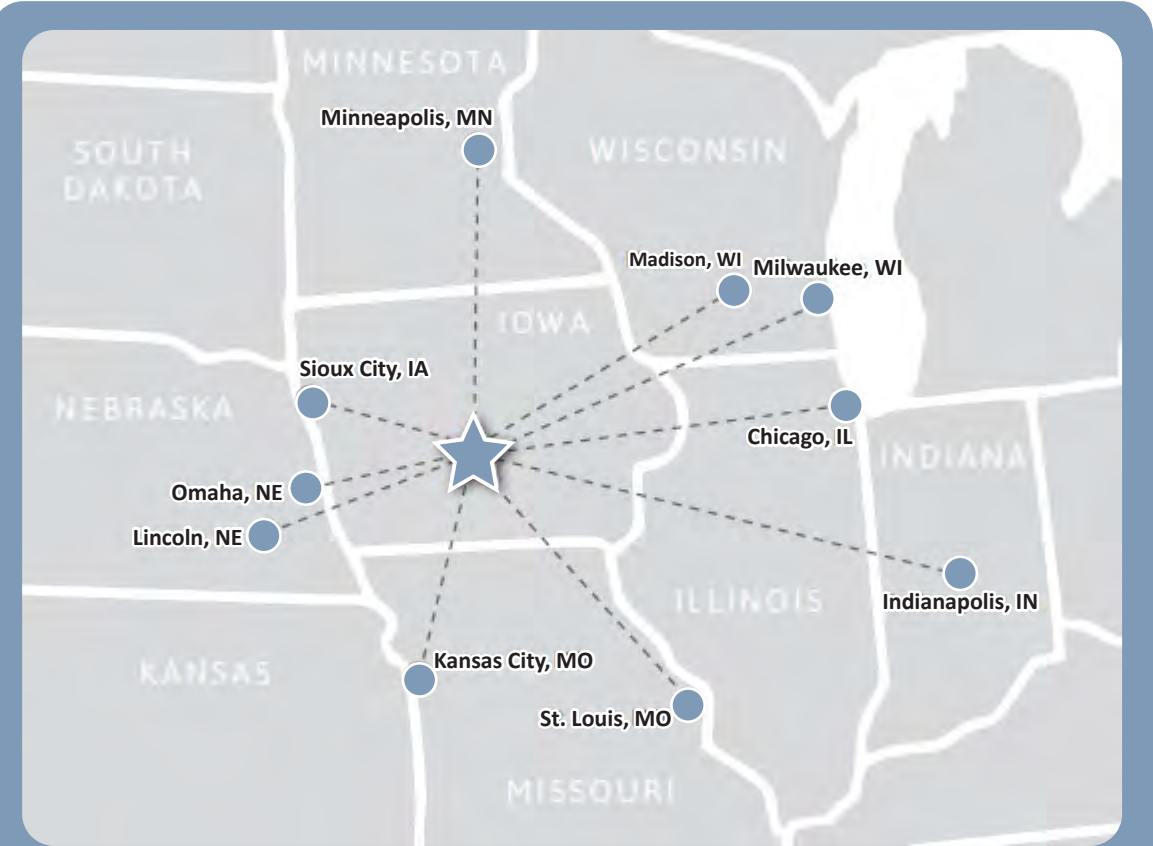 MINNESOTA
Minneapolis, MN
SOUTH
DAKOTA
WISCONSIN
Madison, WI
Milwaukee, WI
IOWA
Sioux City, IA
NEBRASKA
Chicago, IL
INDIANA
Omaha, NE
Lincoln, NE
ILLINOIS
Indianapolis, IN
Kansas City, MO
KANSAS
St. Louis, MO
MISSOURI